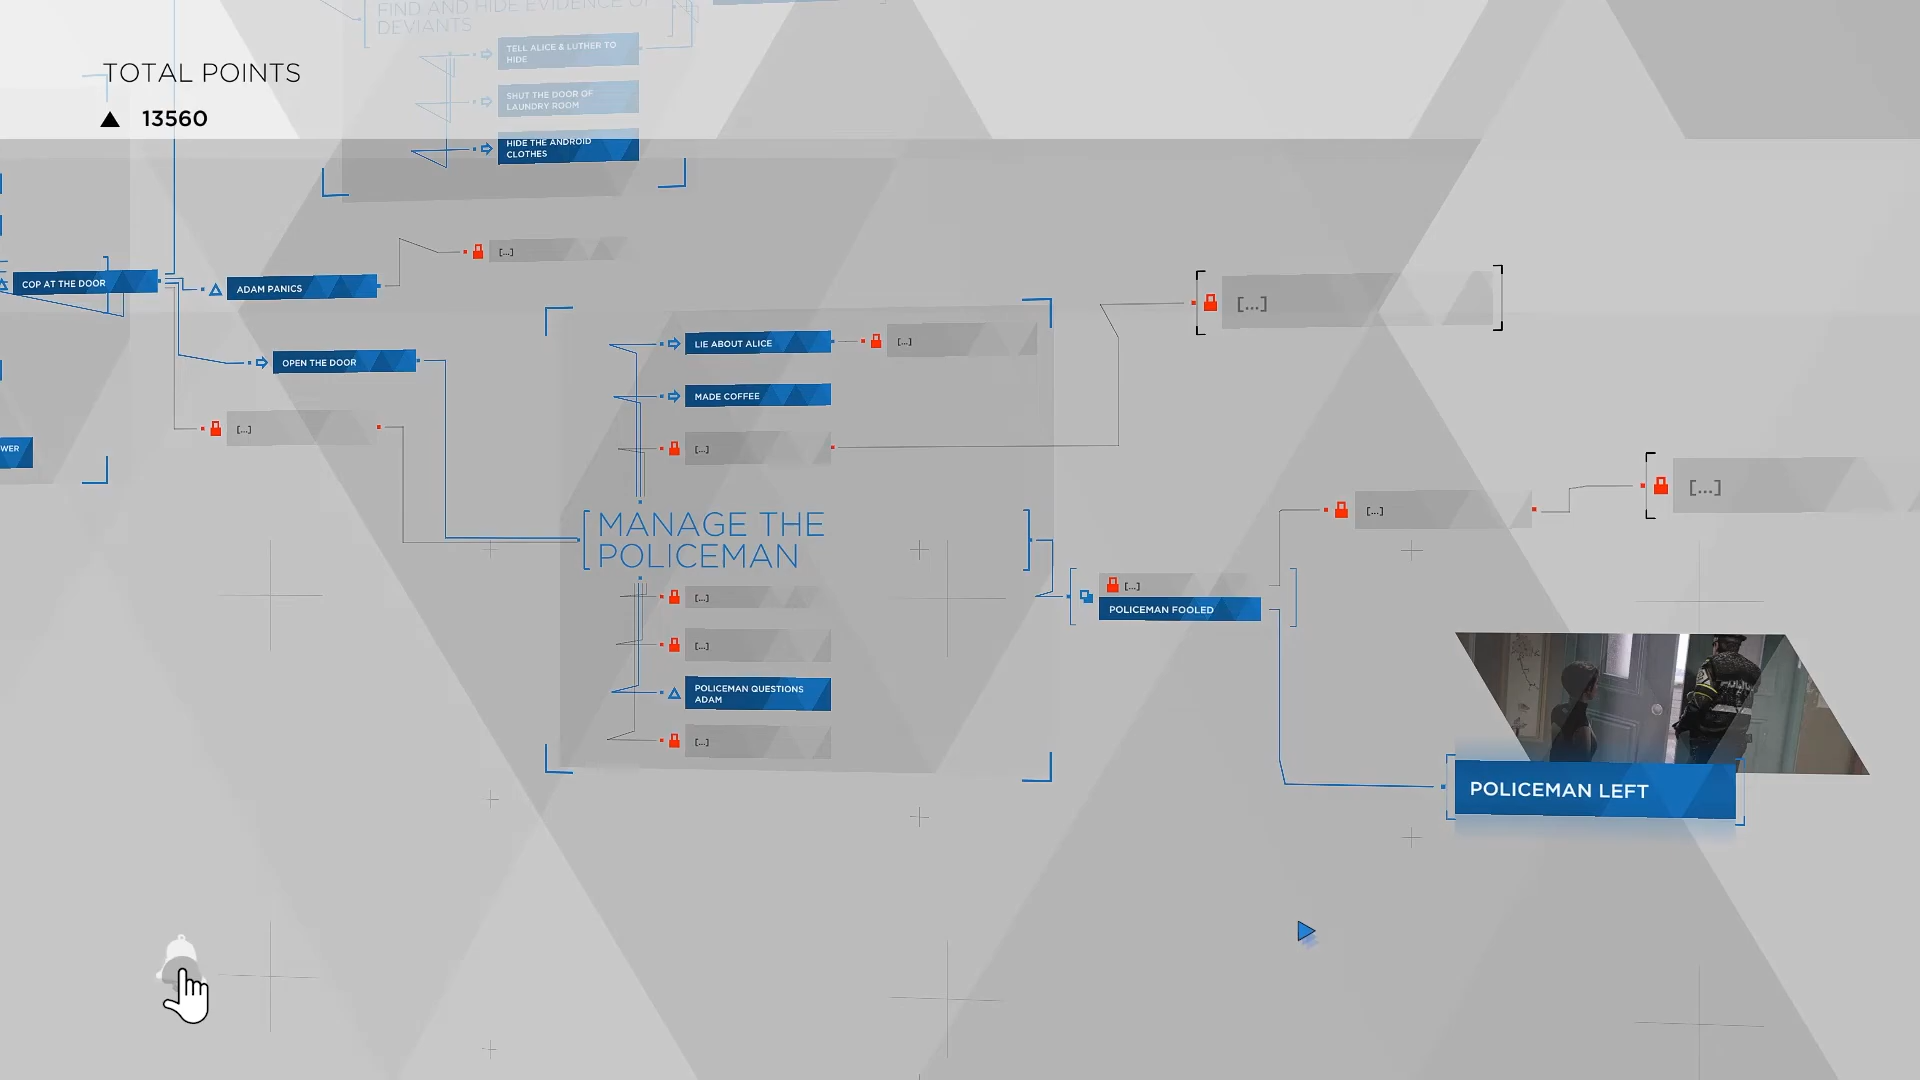 FIND AND HIDE EVIDENCE OF
DEVIANTS
TELL ALICE & LUTHER TO
HIDE
SHUT THE DOOR OF
LAUNDRY ROOM
HIDE THE ANDROID
CLOTHES
TOTAL POINTS
13560
COP AT THE DOOR
ADAM PANICS
[...]
OPEN THE DOOR
[...]
WER
LIE ABOUT ALICE
[...]
MADE COFFEE
[...]
[...]
MANAGE THE
POLICEMAN
[...]
[...]
POLICEMAN QUESTIONS
ADAM
[...]
[...]
POLICEMAN FOOLED
[...]
[...]
POLICEMAN LEFT